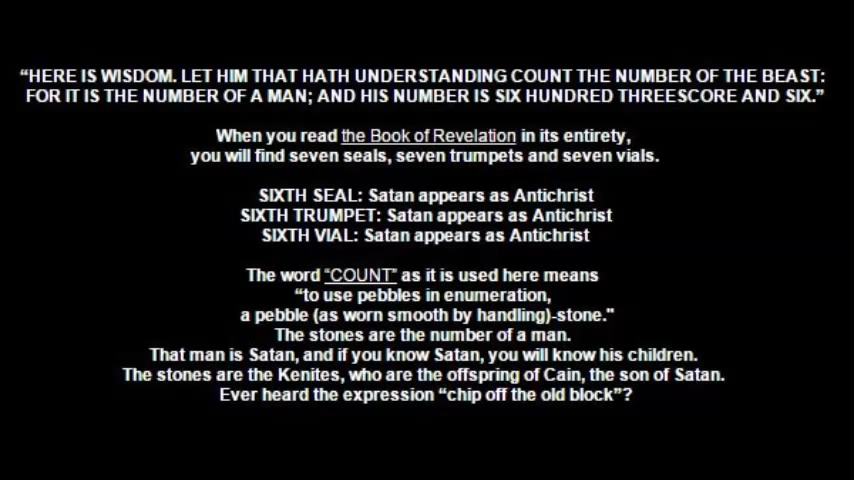 “HERE IS WISDOM. LET HIM THAT HATH UNDERSTANDING COUNT THE NUMBER OF THE BEAST:
FOR IT IS THE NUMBER OF A MAN; AND HIS NUMBER IS SIX HUNDRED THREESCORE AND SIX.”
When you read the Book of Revelation in its entirety,
you will find seven seals, seven trumpets and seven vials.
SIXTH SEAL: Satan appears as Antichrist
SIXTH TRUMPET: Satan appears as Antichrist
SIXTH VIAL: Satan appears as Antichrist
The word “COUNT” as it is used here means
“to use pebbles in enumeration,
a pebble (as worn smooth by handling)-stone."
The stones are the number of a man.
That man is Satan, and if you know Satan, you will know his children.
The stones are the Kenites, who are the offspring of Cain, the son of Satan.
Ever heard the expression “chip off the old block”?